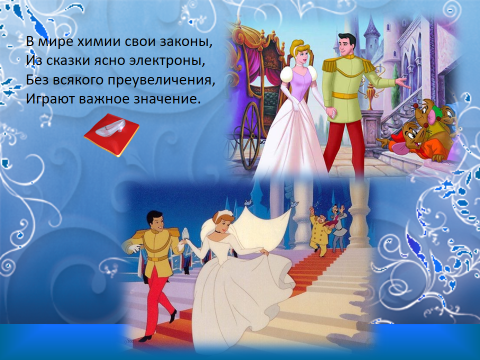 В мире химии свои законы,
Из сказки ясно электроны,
Без всякого преувеличения,
Играют важное значение.